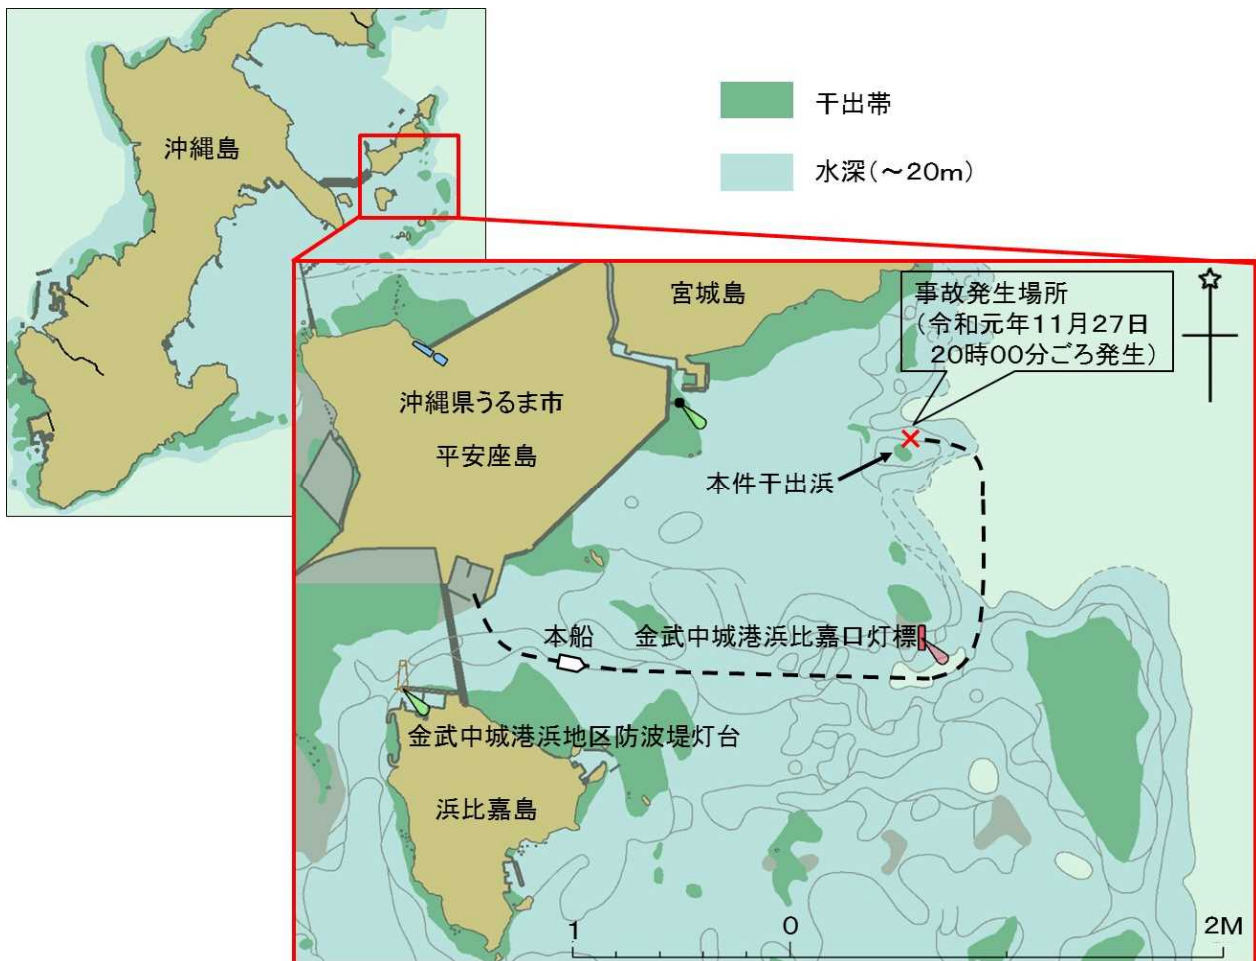 沖縄島
干出帯
水深(～20m)
宮城島
事故発生場所
(令和元年11月27日
20時00分ごろ発生)
沖縄県うるま市
平安座島
本件干出浜
本船
金武中城港浜比嘉口灯標
金武中城港浜地区防波堤灯台
浜比嘉島
1
0
2M